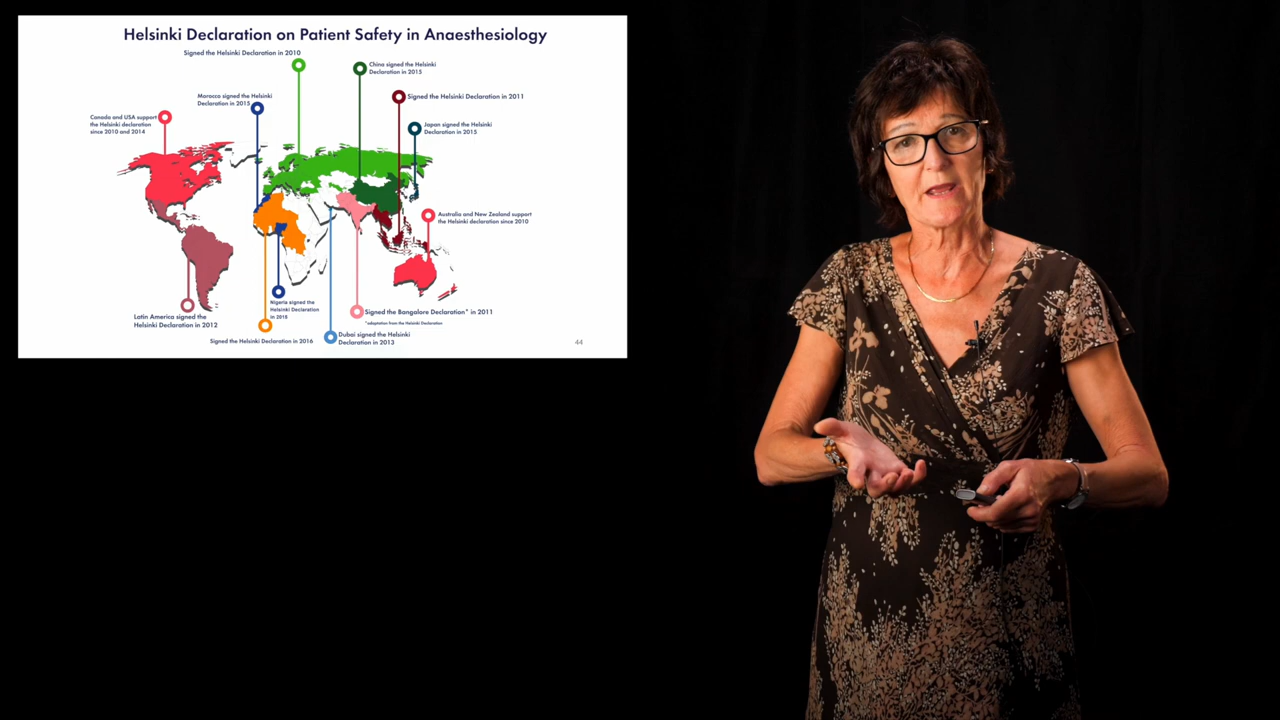 Helsinki Declaration on Patient Safety in Anaesthesiology
Signed the Helsinki Declaration in 2010
China signed the Helsinki
Declaration in 2015
Morocco signed the Helsinki
Declaration in 2015
Signed the Helsinki Declaration in 2011
Canada and USA support
the Helsinki declaration
since 2010 and 2014
Japan signed the Helsinki
Declaration in 2015
Australia and New Zealand support
the Helsinki declaration since 2010
Nigeria signed the
Helsinki Declaration
in 2015
Latin America signed the
Helsinki Declaration in 2012
Signed the Bangalore Declaration* in 2011
*adaptation from the Helsinki Declaration
Signed the Helsinki Declaration in 2016
Dubai signed the Helsinki
Declaration in 2013
44